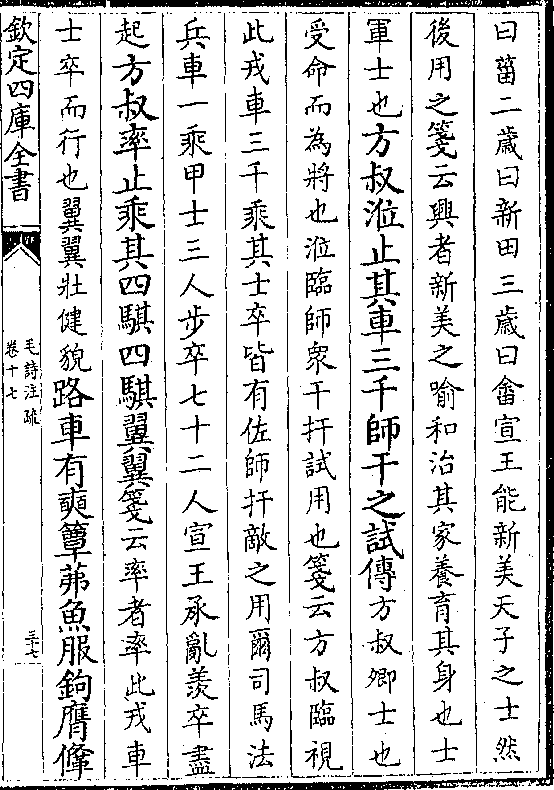 曰菑二歲曰新田三歲曰畬宣王能新美天子之士然
後用之箋云興者新美之喻和治其家養育其身也士
軍士也方叔涖止其車三千師干之試傳方叔卿士也
受命而為將也涖臨師衆干扞試用也箋云方叔臨視
此戎車三千乘其士卒皆有佐師扞敵之用爾司馬法
兵車一乘甲士三人步卒七十二人宣王承亂羨卒盡
起方叔率止乘其四騏四騏翼翼箋云率者率此戎車
士卒而行也翼翼壯健貌路車有奭簟茀魚服鉤膺鞗
欽定四庫全書
毛詩注疏
卷十七
三十七